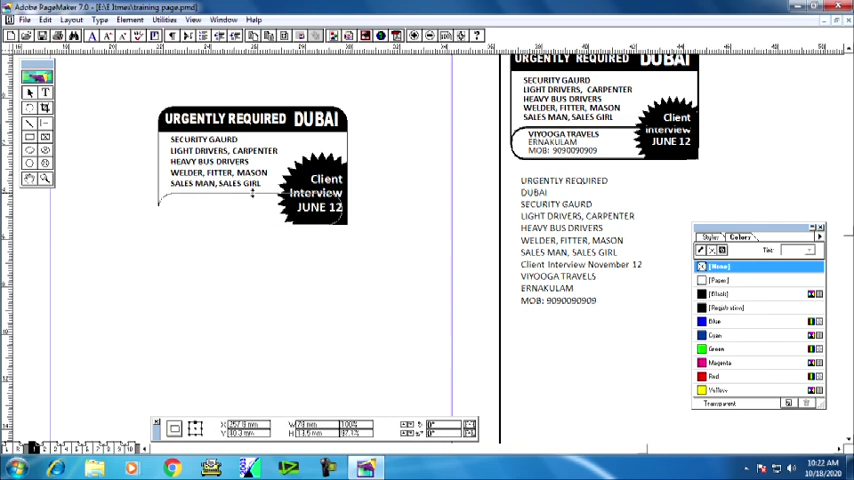 Adobe PageMaker 7.0 - [E:\E Itmes\training page.pmd]
File Edit Layout Type Element Utilities View Window Help
URGENTLY REQUIRED DUBAI
SECURITY GAURD
LIGHT DRIVERS, CARPENTER
HEAVY BUS DRIVERS
WELDER, FITTER, MASON
SALES MAN, SALES GIRL
Client
Interview
JUNE 12
URGENTLY REQUIRED DUBAI
SECURITY GAURD
LIGHT DRIVERS, CARPENTER
HEAVY BUS DRIVERS
WELDER, FITTER, MASON
SALES MAN, SALES GIRL
Client
interview
JUNE 12
VIYOOGA TRAVELS
ERNAKULAM
MOB: 9090090909
URGENTLY REQUIRED
DUBAI
SECURITY GAURD
LIGHT DRIVERS, CARPENTER
HEAVY BUS DRIVERS
WELDER, FITTER, MASON
SALES MAN, SALES GIRL
Client Interview November 12
VIYOOGA TRAVELS
ERNAKULAM
MOB: 9090090909
Styles Colors
Tint:
[None]
[Paper]
[Black]
[Registration]
Blue
Cyan
Green
Magenta
Red
Yellow
Transparent
10:22 AM
10/18/2020